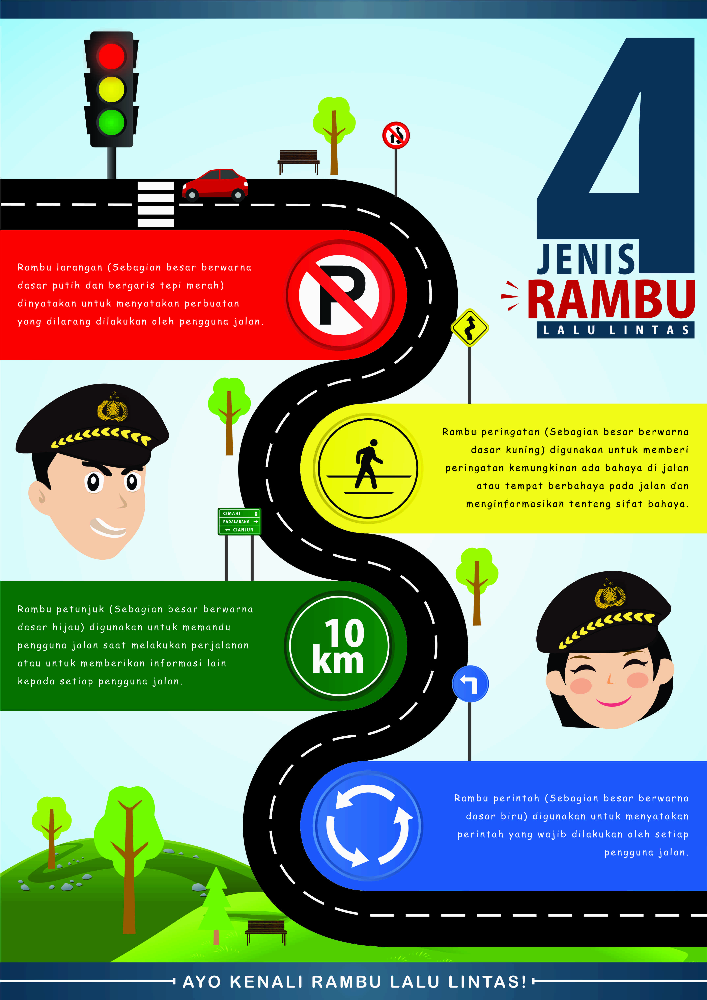 4
JENIS
RAMBU
LALU LINTAS
P
Rambu larangan (Sebagian besar berwarna
dasar putih dan bergaris tepi merah)
dinyatakan untuk menyatakan perbuatan
yang dilarang dilakukan oleh pengguna jalan.
Rambu peringatan (Sebagian besar berwarna
dasar kuning) digunakan untuk memberi
peringatan kemungkinan ada bahaya di jalan
atau tempat berbahaya pada jalan dan
menginformasikan tentang sifat bahaya.
CIMAHI
PADALARANG
CIANJUR
Rambu petunjuk (Sebagian besar berwarna
dasar hijau) digunakan untuk memandu
pengguna jalan saat melakukan perjalanan
atau untuk memberikan informasi lain
kepada setiap pengguna jalan.
10
km
Rambu perintah (Sebagian besar berwarna
dasar biru) digunakan untuk menyatakan
perintah yang wajib dilakukan oleh setiap
pengguna jalan.
AYO KENALI RAMBU LALU LINTAS!